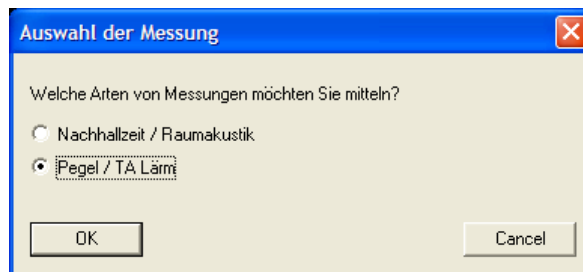 Auswahl der Messung
Welche Arten von Messungen möchten Sie mitteln?
Nachhallzeit / Raumakustik
Pegel / TA Lärm
OK
Cancel